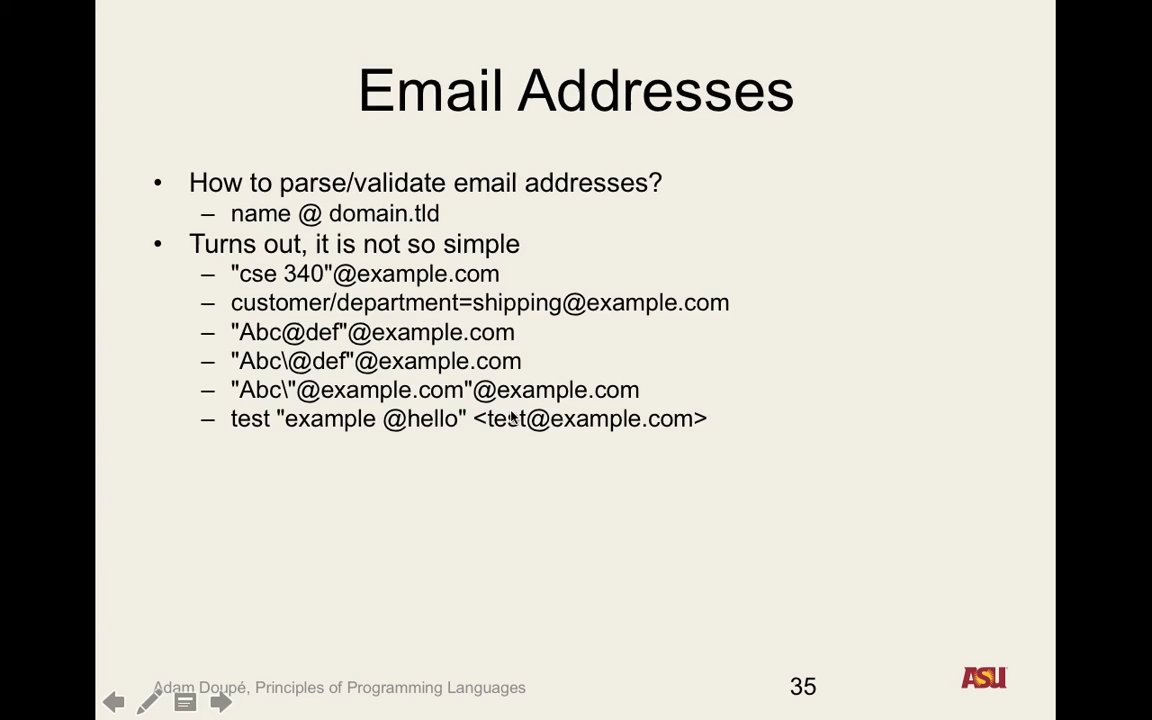 Email Addresses
• How to parse/validate email addresses?
– name @ domain.tld
• Turns out, it is not so simple
– "cse 340"@example.com
– customer/department=shipping@example.com
– "Abc@def"@example.com
– "Abc\@def"@example.com
– "Abc\"@example.com"@example.com
– test "example @hello" <test@example.com>
Adam Doupé, Principles of Programming Languages
35
ASU